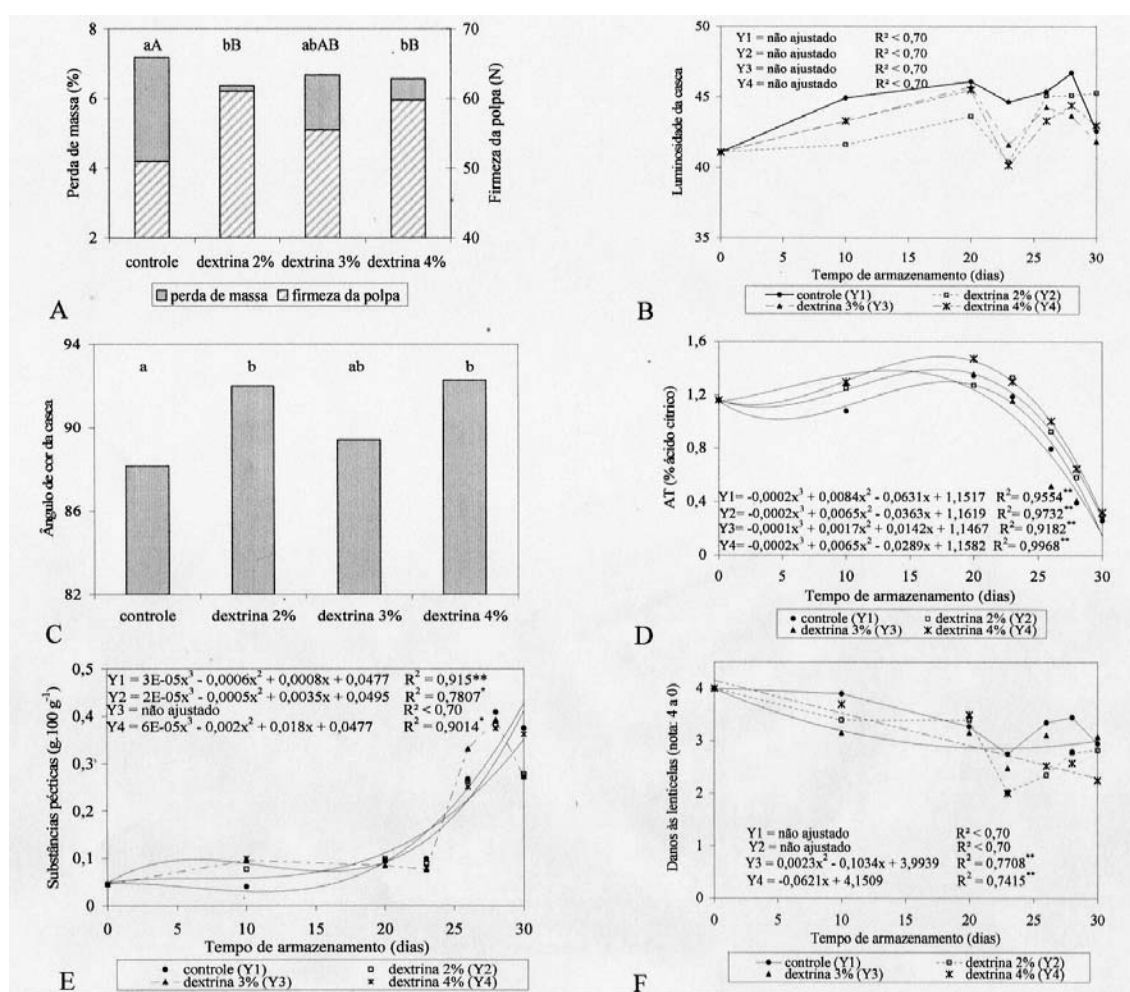 8
6
4
2
Perda de massa (%)
aA
bB
abAB
bB
70
60
50
40
Firmeza da polpa (N)
controle
dextrina 2%
dextrina 3%
dextrina 4%
perda de massa
firmeza da polpa
A
50
45
40
35
Luminosidade da casca
Y1 = não ajustado R² < 0,70
Y2 = não ajustado R² < 0,70
Y3 = não ajustado R² < 0,70
Y4 = não ajustado R² < 0,70
0 5 10 15 20 25 30
Tempo de armazenamento (dias)
controle (Y1) dextrina 2% (Y2)
dextrina 3% (Y3) dextrina 4% (Y4)
B
94
90
86
82
Ângulo de cor da casca
a
b
ab
b
controle
dextrina 2%
dextrina 3%
dextrina 4%
C
1,6
1,2
0,8
0,4
0
AT (% ácido cítrico)
Y1= -0,0002x³ + 0,0084x² - 0,0631x + 1,1517 R²= 0,9554**
Y2= -0,0002x³ + 0,0065x² - 0,0363x + 1,1619 R²= 0,9732**
Y3= -0,0001x³ + 0,0017x² + 0,0142x + 1,1467 R²= 0,9182**
Y4= -0,0002x³ + 0,0065x² - 0,0289x + 1,1582 R²= 0,9968**
0 5 10 15 20 25 30
Tempo de armazenamento (dias)
controle (Y1) dextrina 2% (Y2)
dextrina 3% (Y3) dextrina 4% (Y4)
D
0,5
0,4
0,3
0,2
0,1
0
Substâncias pécticas (g.100 g⁻¹)
Y1 = 3E-05x³ - 0,0006x² + 0,0008x + 0,0477 R² = 0,915**
Y2 = 2E-05x³ - 0,0005x² + 0,0035x + 0,0495 R² = 0,7807*
Y3 = não ajustado R² < 0,70
Y4 = 6E-05x³ - 0,002x² + 0,018x + 0,0477 R² = 0,9014*
0 5 10 15 20 25 30
Tempo de armazenamento (dias)
controle (Y1) dextrina 2% (Y2)
dextrina 3% (Y3) dextrina 4% (Y4)
E
5
4
3
2
1
0
Danos às lenticelas (nota: 4 a 0)
Y1 = não ajustado R² < 0,70
Y2 = não ajustado R² < 0,70
Y3 = 0,0023x² - 0,1034x + 3,9939 R² = 0,7708**
Y4 = -0,0621x + 4,1509 R² = 0,7415**
0 5 10 15 20 25 30
Tempo de armazenamento (dias)
controle (Y1) dextrina 2% (Y2)
dextrina 3% (Y3) dextrina 4% (Y4)
F